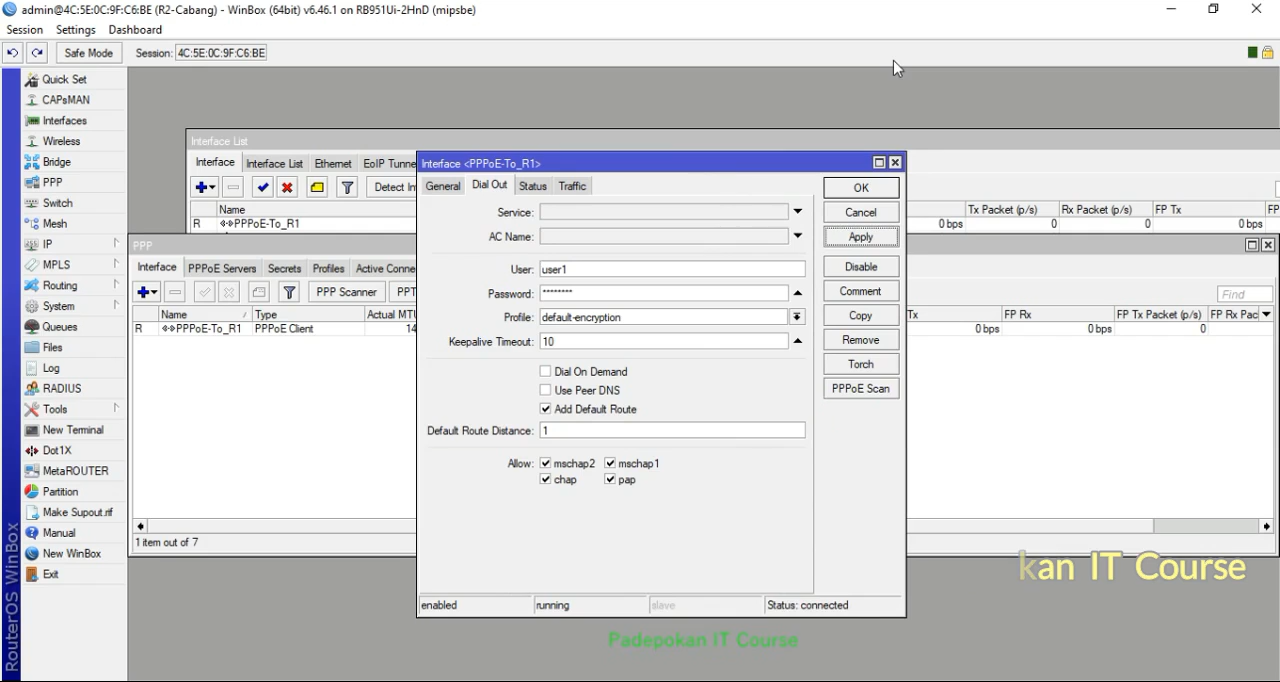 admin@4C:5E:0C:9F:C6:BE (R2-Cabang) - WinBox (64bit) v6.46.1 on RB951Ui-2HnD (mipsbe)
Session Settings Dashboard
Safe Mode Session: 4C:5E:0C:9F:C6:BE
Quick Set
CAPsMAN
Interfaces
Wireless
Bridge
PPP
Switch
Mesh
IP
MPLS
Routing
System
Queues
Files
Log
RADIUS
Tools
New Terminal
Dot1X
MetaROUTER
Partition
Make Supout.rif
Manual
New WinBox
Exit
RouterOS WinBox
Interface List
Interface Interface List Ethernet EoIP Tunne
Detect In
Name Tx Packet (p/s) Rx Packet (p/s) FP Tx FP
R PPPoE-To_R1 0 bps 0 0 0 bps
PPP
Interface PPPoE Servers Secrets Profiles Active Conne
PPP Scanner PPT Find
Name / Type Actual MTU Tx FP Rx FP Tx Packet (p/s) FP Rx Pac
R PPPoE-To_R1 PPPoE Client 14 0 bps 0 bps 0
1 item out of 7
Interface <PPPoE-To_R1>
General Dial Out Status Traffic
Service:
AC Name:
User: user1
Password: ********
Profile: default-encryption
Keepalive Timeout: 10
Dial On Demand
Use Peer DNS
Add Default Route
Default Route Distance: 1
Allow: mschap2 mschap1
chap pap
OK
Cancel
Apply
Disable
Comment
Copy
Remove
Torch
PPPoE Scan
enabled running slave Status: connected
kan IT Course
Padepokan IT Course